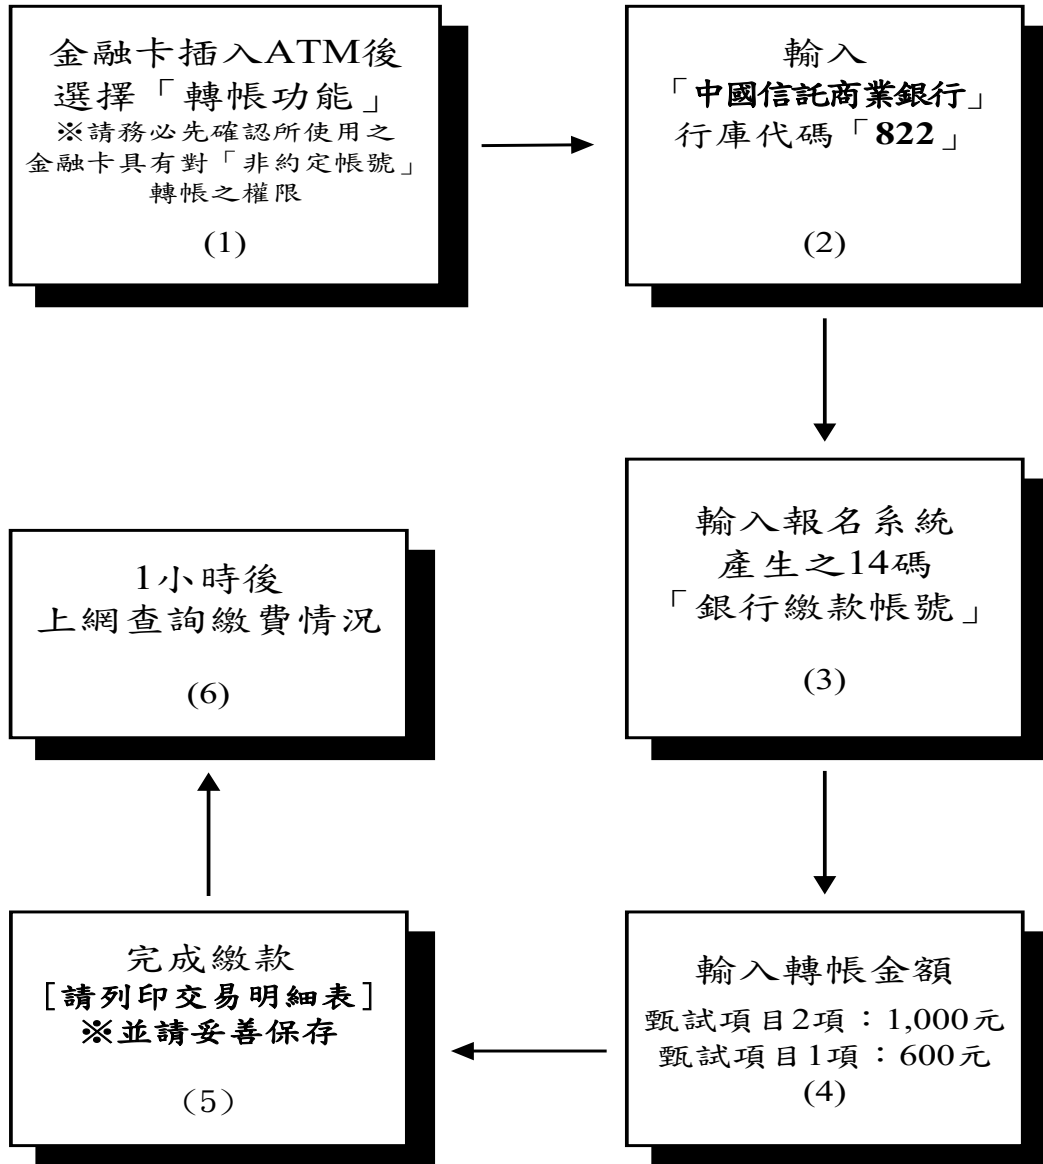 金融卡插入ATM後
選擇「轉帳功能」
※請務必先確認所使用之
金融卡具有對「非約定帳號」
轉帳之權限
(1)
輸入
「中國信託商業銀行」
行庫代碼「822」
(2)
輸入報名系統
產生之14碼
「銀行繳款帳號」
(3)
輸入轉帳金額
甄試項目2項：1,000元
甄試項目1項：600元
(4)
完成繳款
[請列印交易明細表]
※並請妥善保存
（5）
1小時後
上網查詢繳費情況
(6)